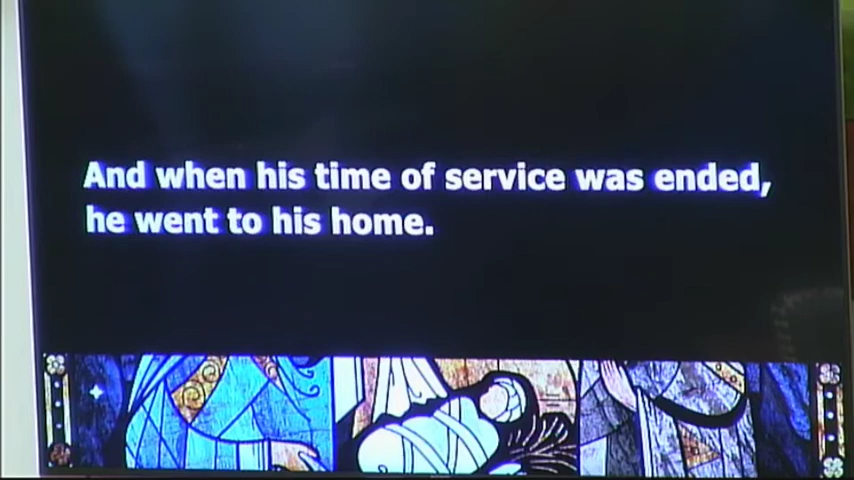 And when his time of service was ended,
he went to his home.